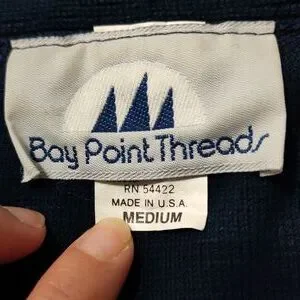 Bay Point Threads
RN 54422
MADE IN U.S.A.
MEDIUM